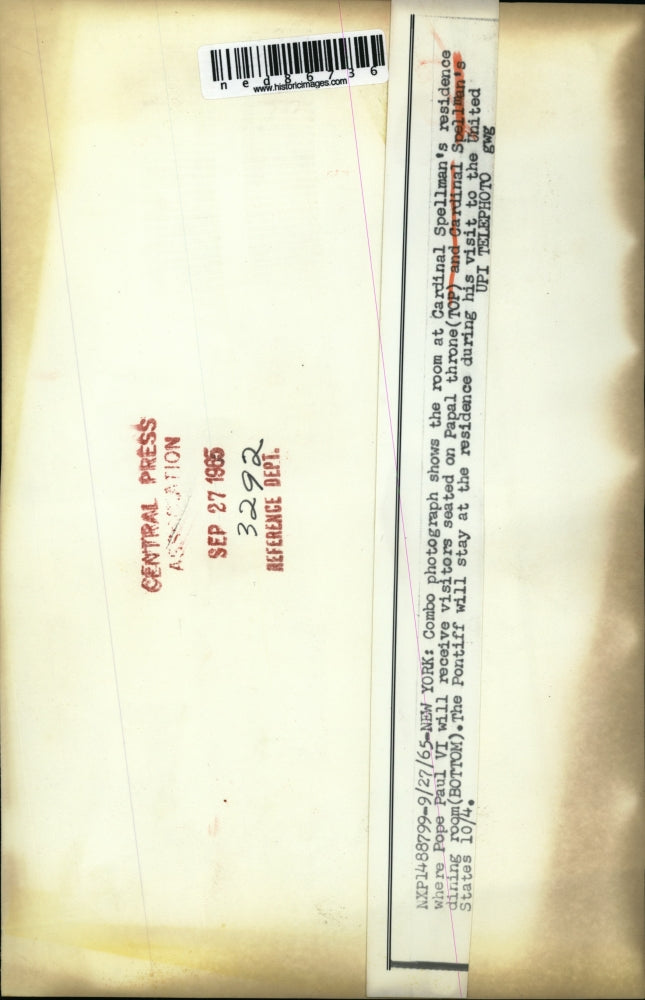 ned86736
www.historicimages.com
CENTRAL PRESS
ASSOCIATION
SEP 27 1965
3292
REFERENCE DEPT.
NXP1488799-9/27/65-NEW YORK: Combo photograph shows the room at Cardinal Spellman's residence
where Pope Paul VI will receive visitors seated on Papal throne(TOP) and Cardinal Spellman's
dining room(BOTTOM).The Pontiff will stay at the residence during his visit to the United
States 10/4.
UPI TELEPHOTO gwg